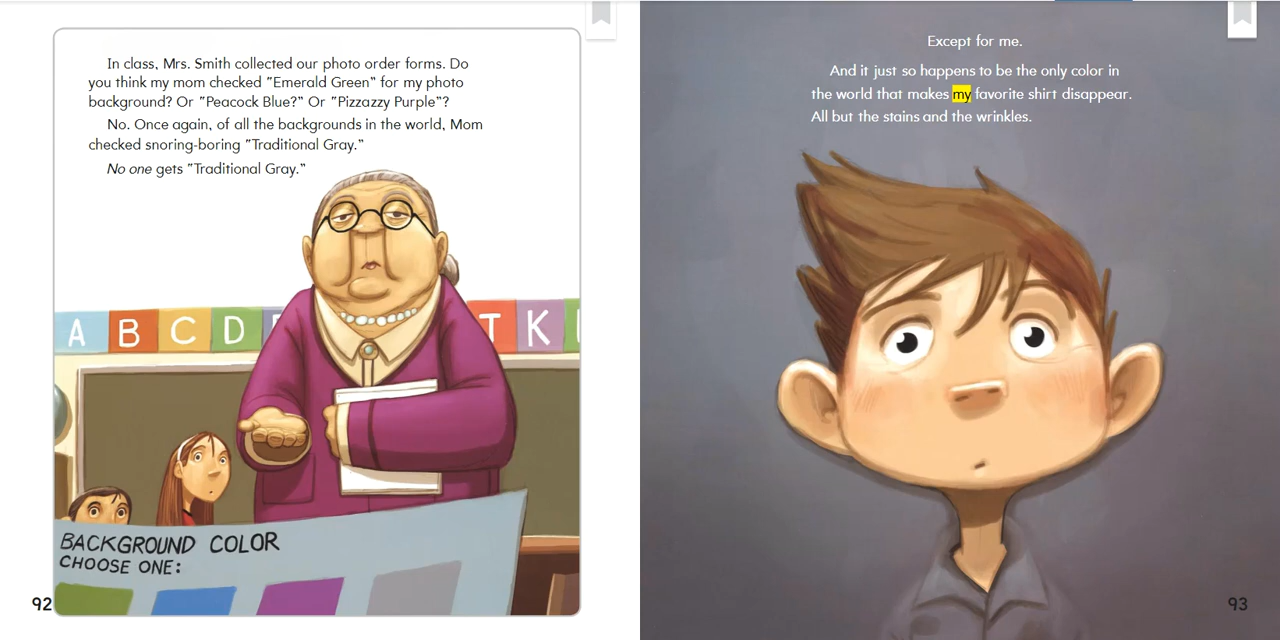 In class, Mrs. Smith collected our photo order forms. Do
you think my mom checked "Emerald Green" for my photo
background? Or "Peacock Blue?" Or "Pizzazzy Purple"?
No. Once again, of all the backgrounds in the world, Mom
checked snoring-boring "Traditional Gray."
No one gets "Traditional Gray."
A B C D T K
BACKGROUND COLOR
CHOOSE ONE:
92
Except for me.
And it just so happens to be the only color in
the world that makes my favorite shirt disappear.
All but the stains and the wrinkles.
93